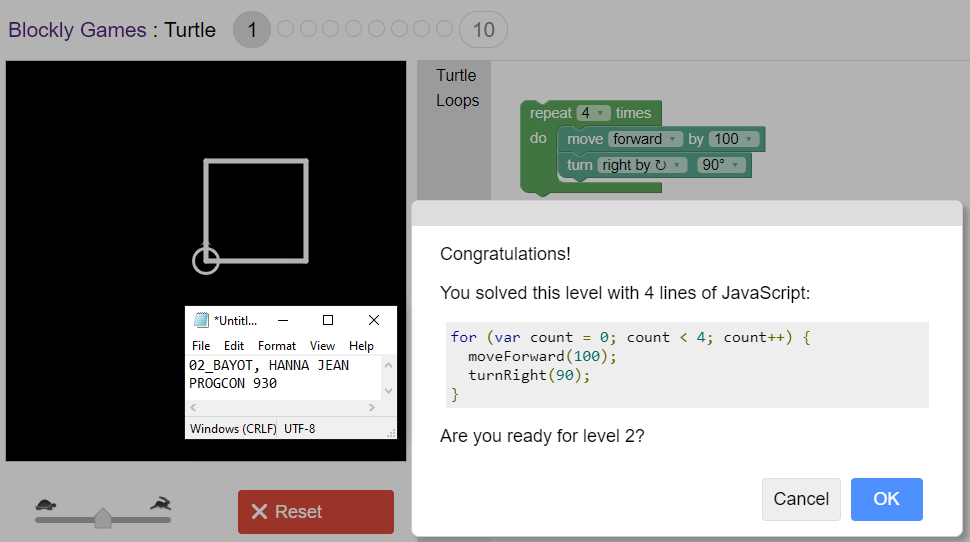 Blockly Games : Turtle 1 10
Turtle
Loops
repeat 4 times
do move forward by 100
turn right by ↻ 90°
*Untitl...
File Edit Format View Help
02_BAYOT, HANNA JEAN
PROGCON 930
Windows (CRLF) UTF-8
Reset
Congratulations!
You solved this level with 4 lines of JavaScript:
for (var count = 0; count < 4; count++) {
  moveForward(100);
  turnRight(90);
}
Are you ready for level 2?
Cancel OK